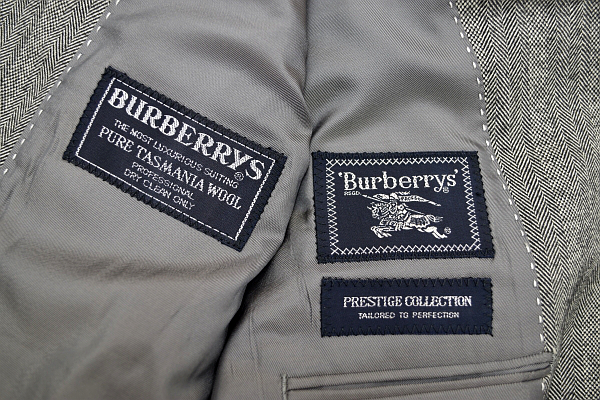 BURBERRYS®
THE MOST LUXURIOUS SUITING
PURE TASMANIA WOOL
PROFESSIONAL
DRY CLEAN ONLY
'Burberrys'
REGD. ®
PRESTIGE COLLECTION
TAILORED TO PERFECTION